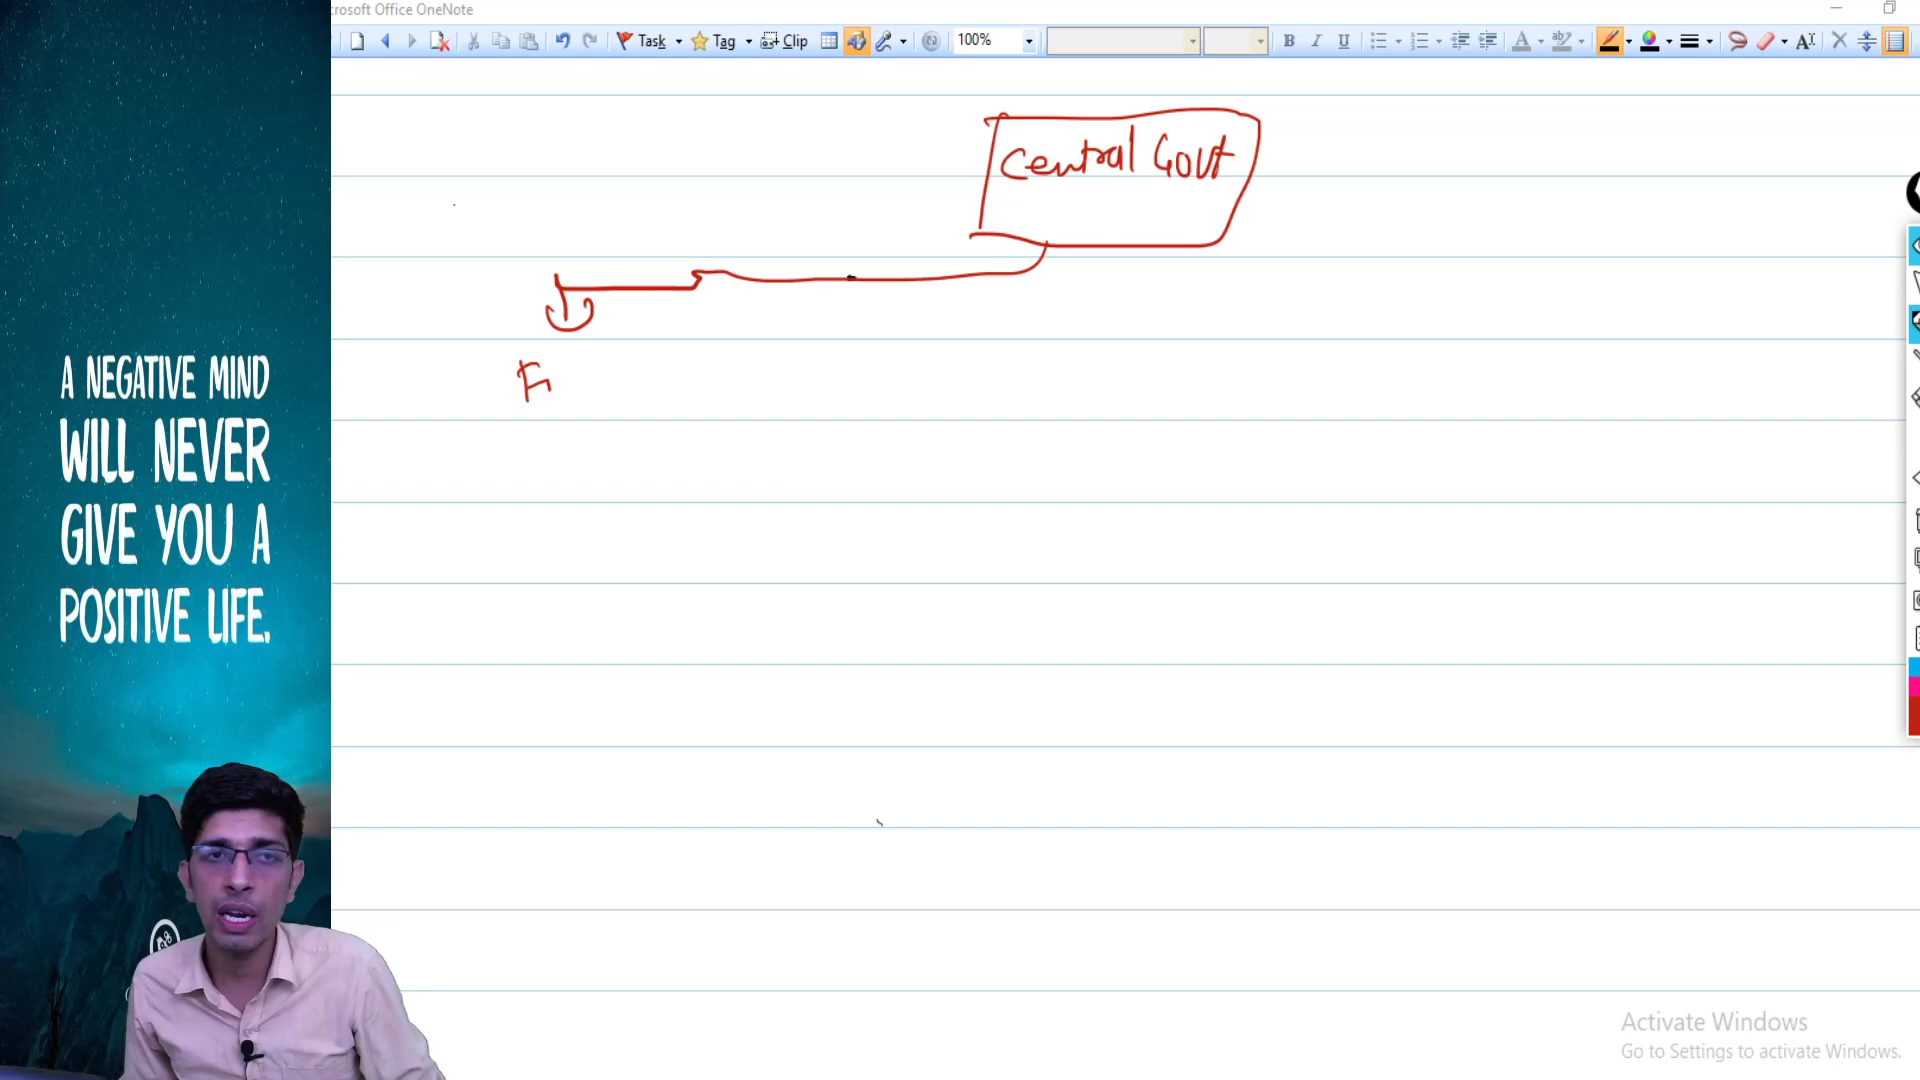 crosoft Office OneNote
Task Tag Clip 100% B I U
Central Govt
F
A NEGATIVE MIND
WILL NEVER
GIVE YOU A
POSITIVE LIFE.
Activate Windows
Go to Settings to activate Windows.